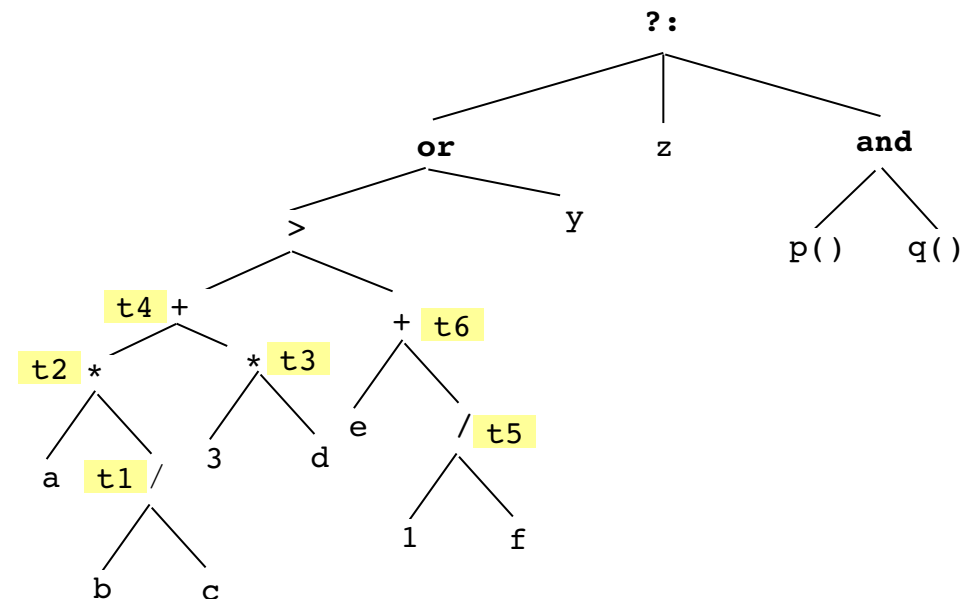 ?:
or z and
> y
p() q()
t4 + + t6
t2 * * t3
e / t5
a t1 / 3 d
1 f
b c